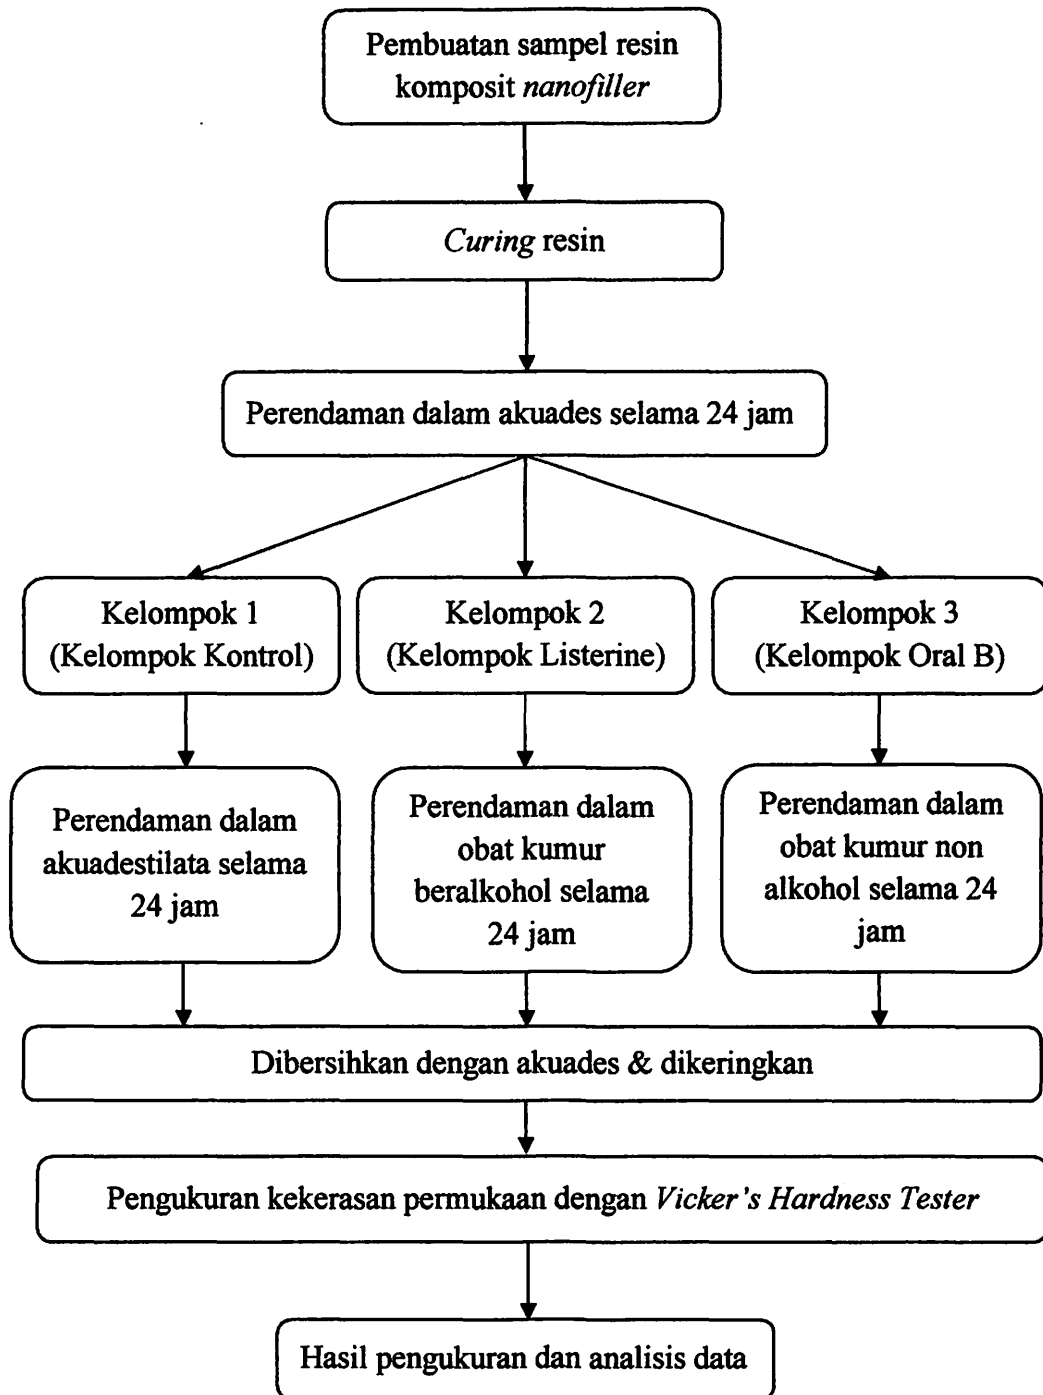 Pembuatan sampel resin
komposit nanofiller
Curing resin
Perendaman dalam akuades selama 24 jam
Kelompok 1
(Kelompok Kontrol)
Kelompok 2
(Kelompok Listerine)
Kelompok 3
(Kelompok Oral B)
Perendaman dalam
akuadestilata selama
24 jam
Perendaman dalam
obat kumur
beralkohol selama
24 jam
Perendaman dalam
obat kumur non
alkohol selama 24
jam
Dibersihkan dengan akuades & dikeringkan
Pengukuran kekerasan permukaan dengan Vicker's Hardness Tester
Hasil pengukuran dan analisis data